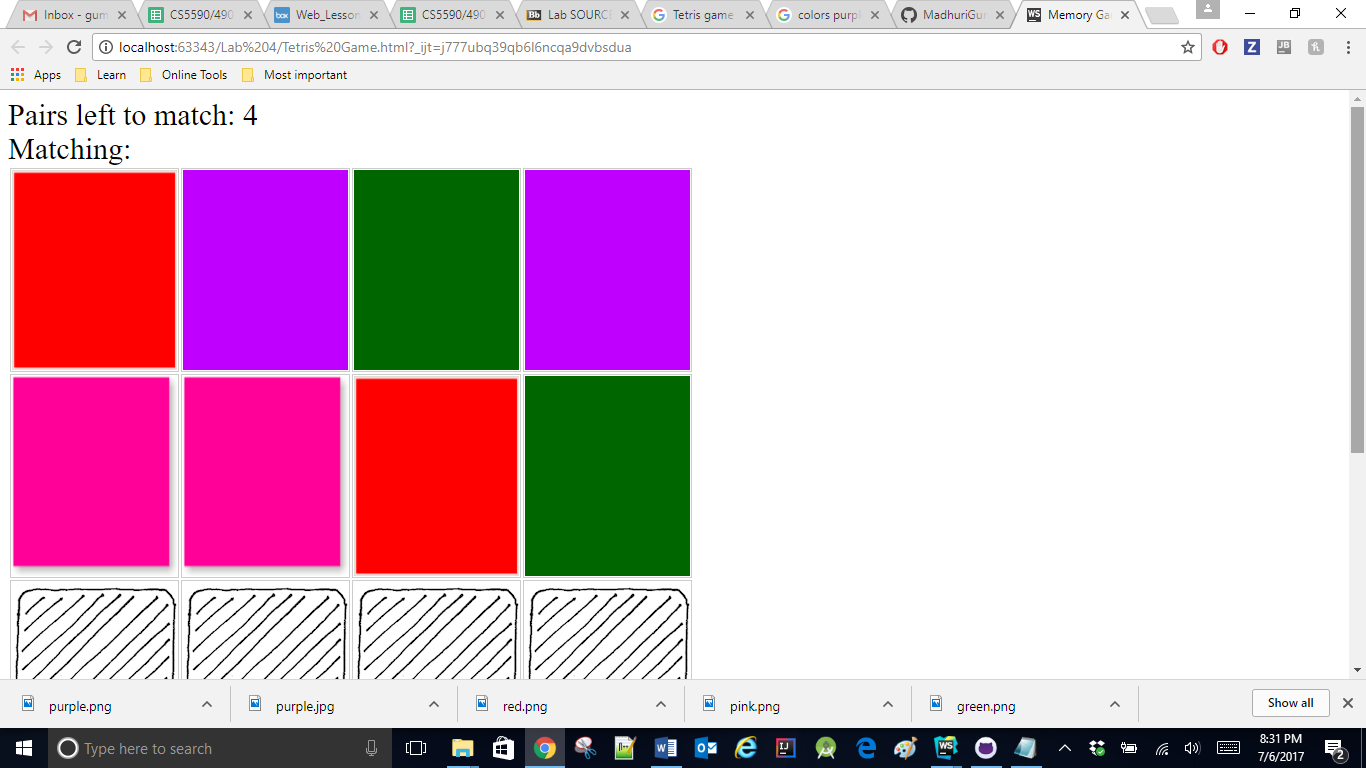 Inbox - gum
CS5590/490
Web_Lesson
CS5590/490
Lab SOURC
Tetris game
colors purpl
MadhuriGur
Memory Ga
localhost:63343/Lab%204/Tetris%20Game.html?_ijt=j777ubq39qb6l6ncqa9dvbsdua
Apps Learn Online Tools Most important
Pairs left to match: 4
Matching:
purple.png purple.jpg red.png pink.png green.png Show all
Type here to search
8:31 PM
7/6/2017
2